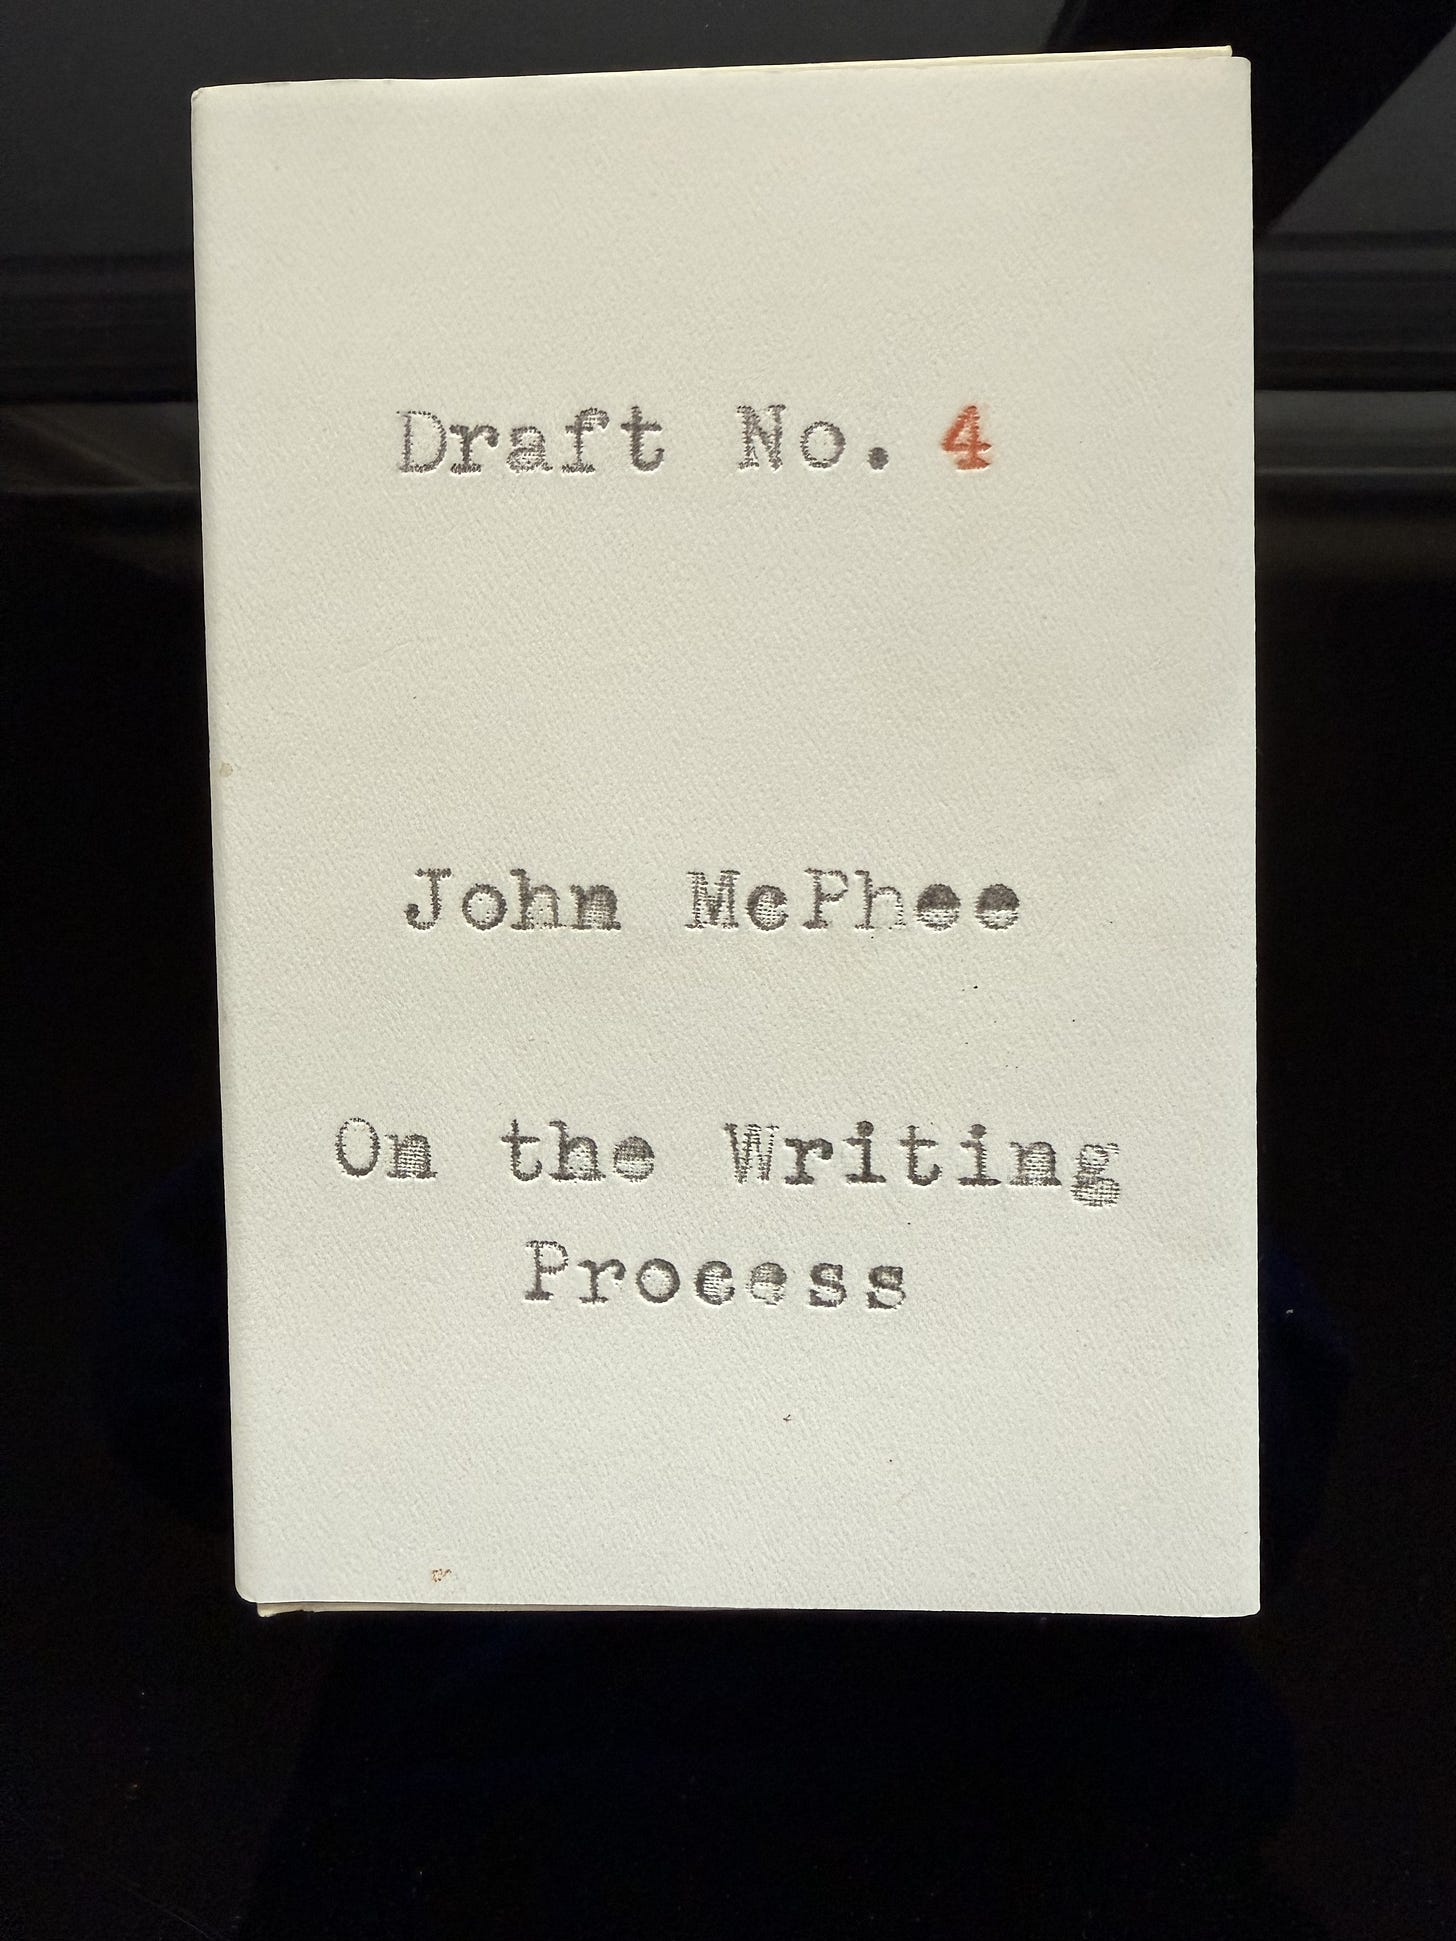 Draft No. 4
John McPhee
On the Writing
Process